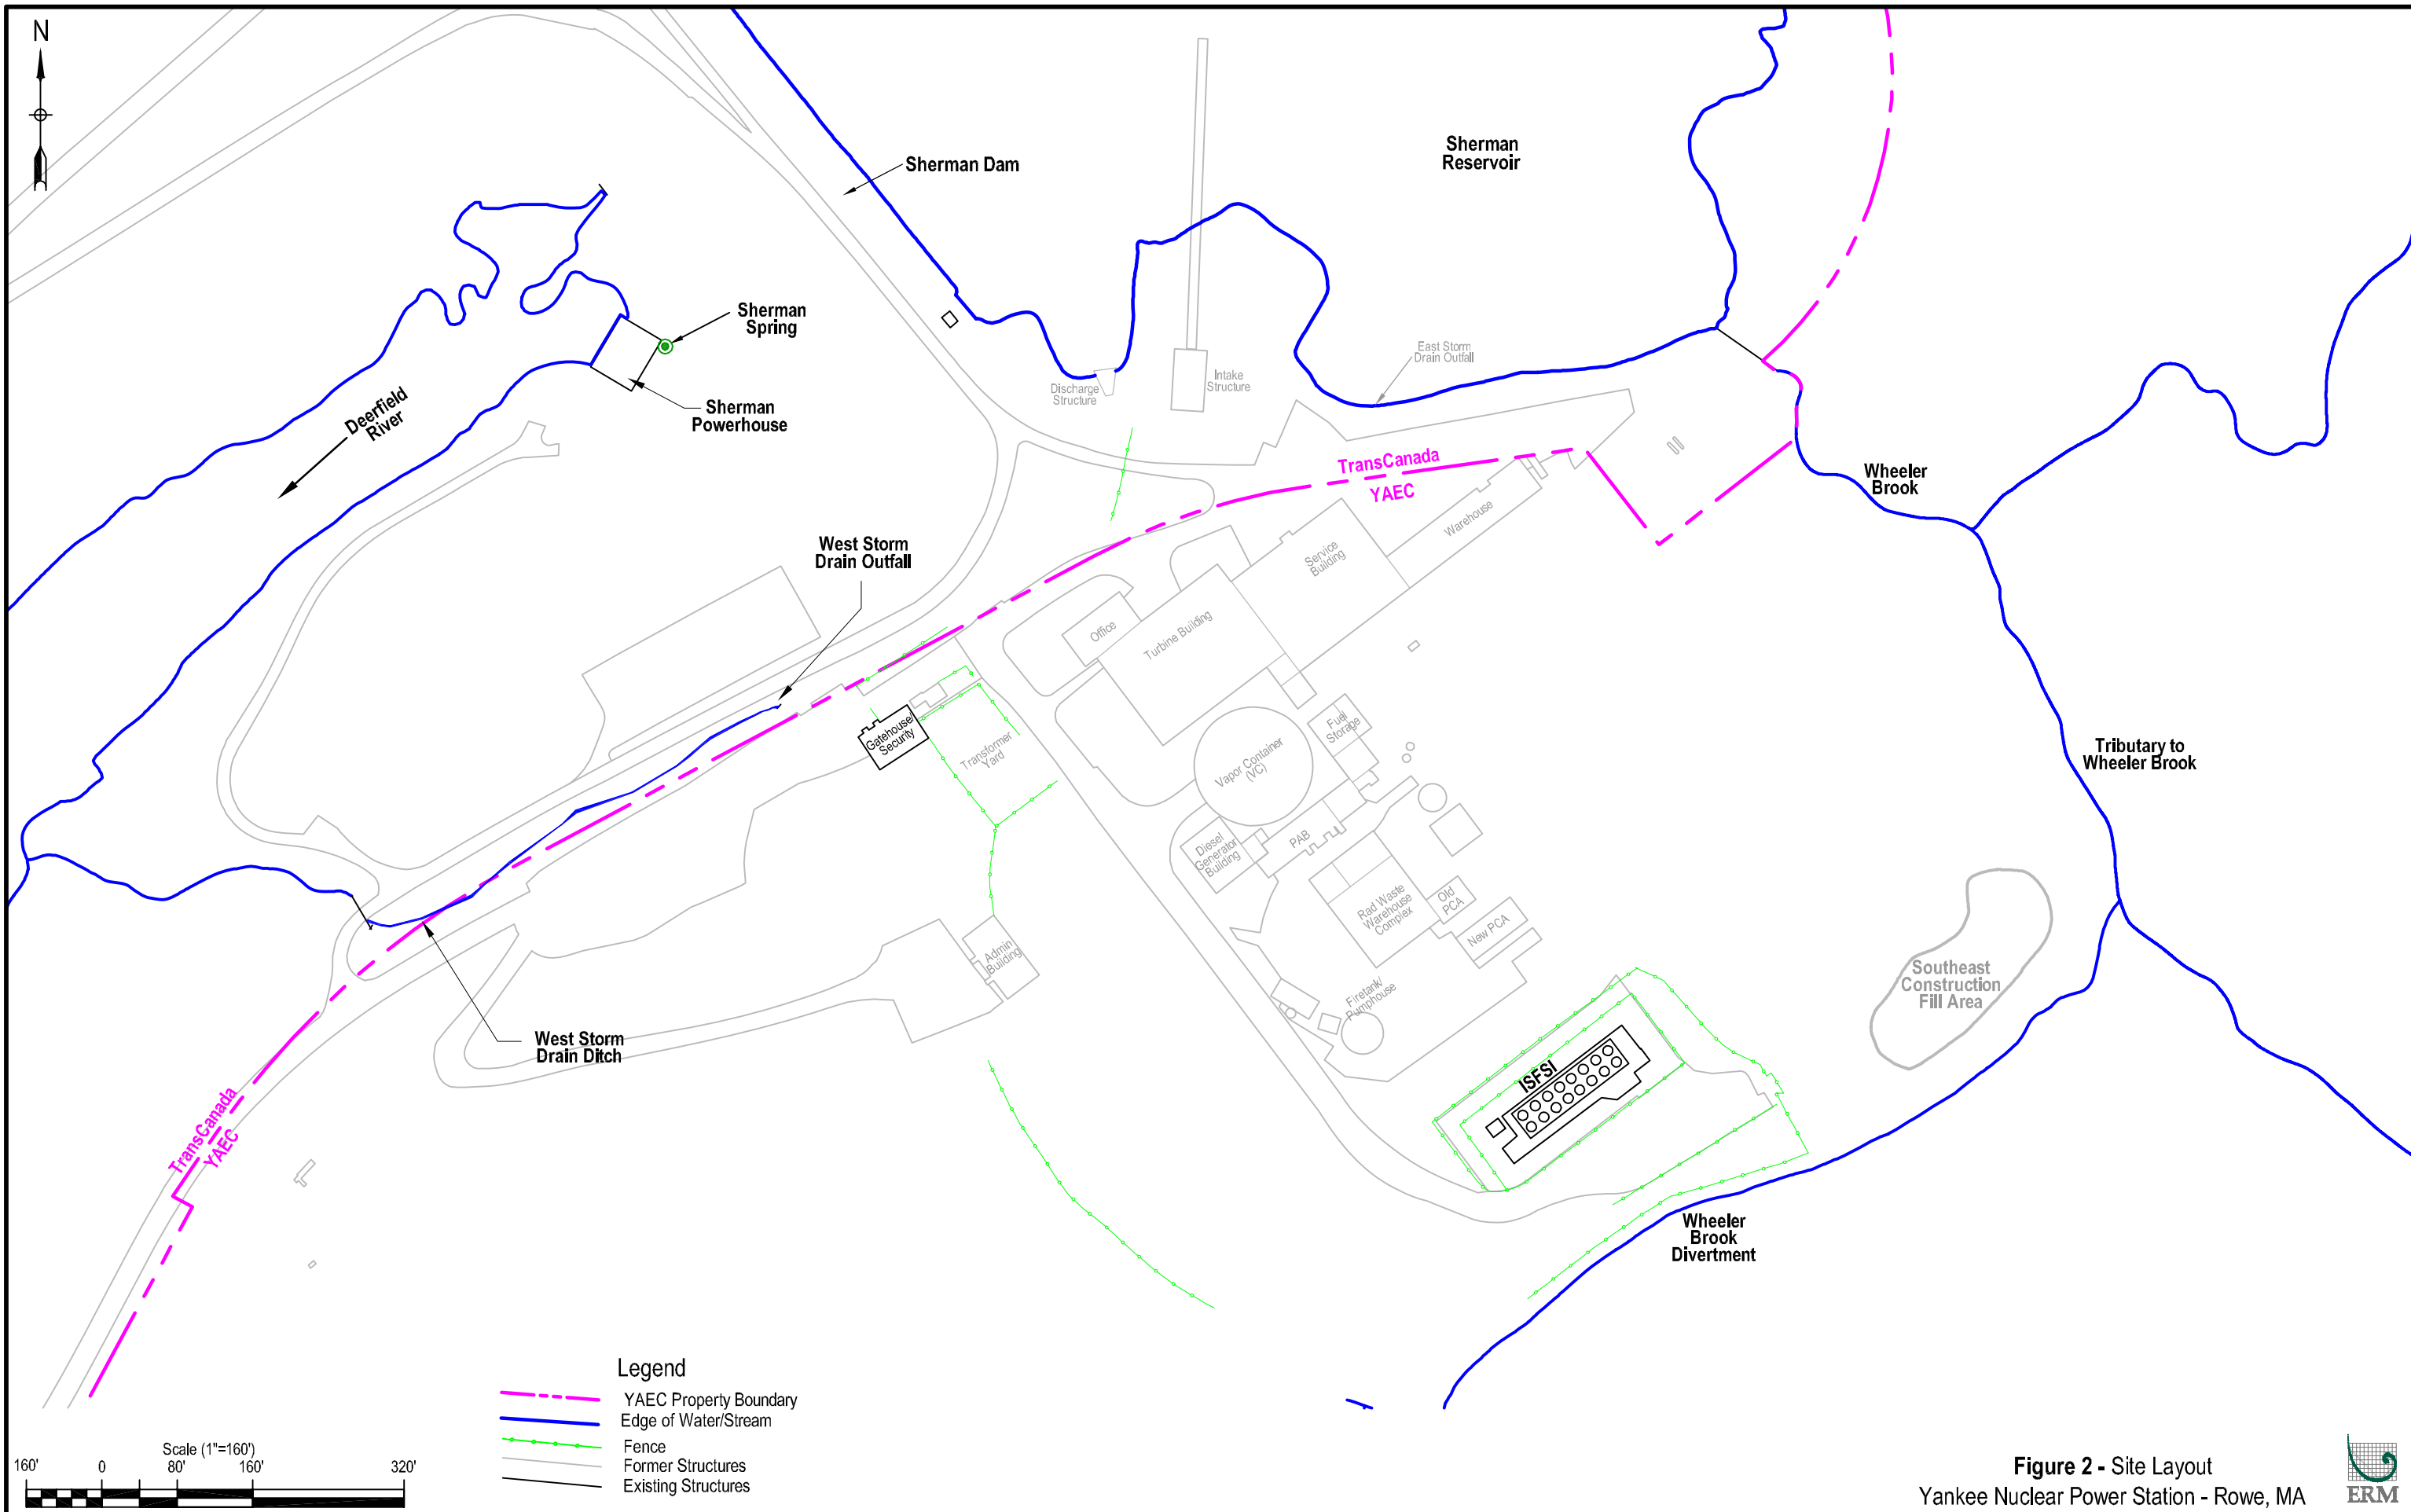 N
Sherman Dam
Sherman
Reservoir
Sherman
Spring
Sherman
Powerhouse
Deerfield
River
Discharge
Structure
Intake
Structure
East Storm
Drain Outfall
TransCanada
YAEC
Wheeler
Brook
West Storm
Drain Outfall
Warehouse
Service
Building
Office
Turbine Building
Gatehouse
Security
Transformer
Yard
Fuel
Storage
Vapor Container
(VC)
Tributary to
Wheeler Brook
Diesel
Generator
Building
PAB
Rad Waste
Warehouse
Complex
Old
PCA
New PCA
Admin
Building
Firetank/
Pumphouse
Southeast
Construction
Fill Area
West Storm
Drain Ditch
ISFSI
TransCanada
YAEC
Wheeler
Brook
Divertment
Legend
YAEC Property Boundary
Edge of Water/Stream
Fence
Former Structures
Existing Structures
Scale (1"=160')
160' 0 80' 160' 320'
Figure 2 - Site Layout
Yankee Nuclear Power Station - Rowe, MA
ERM